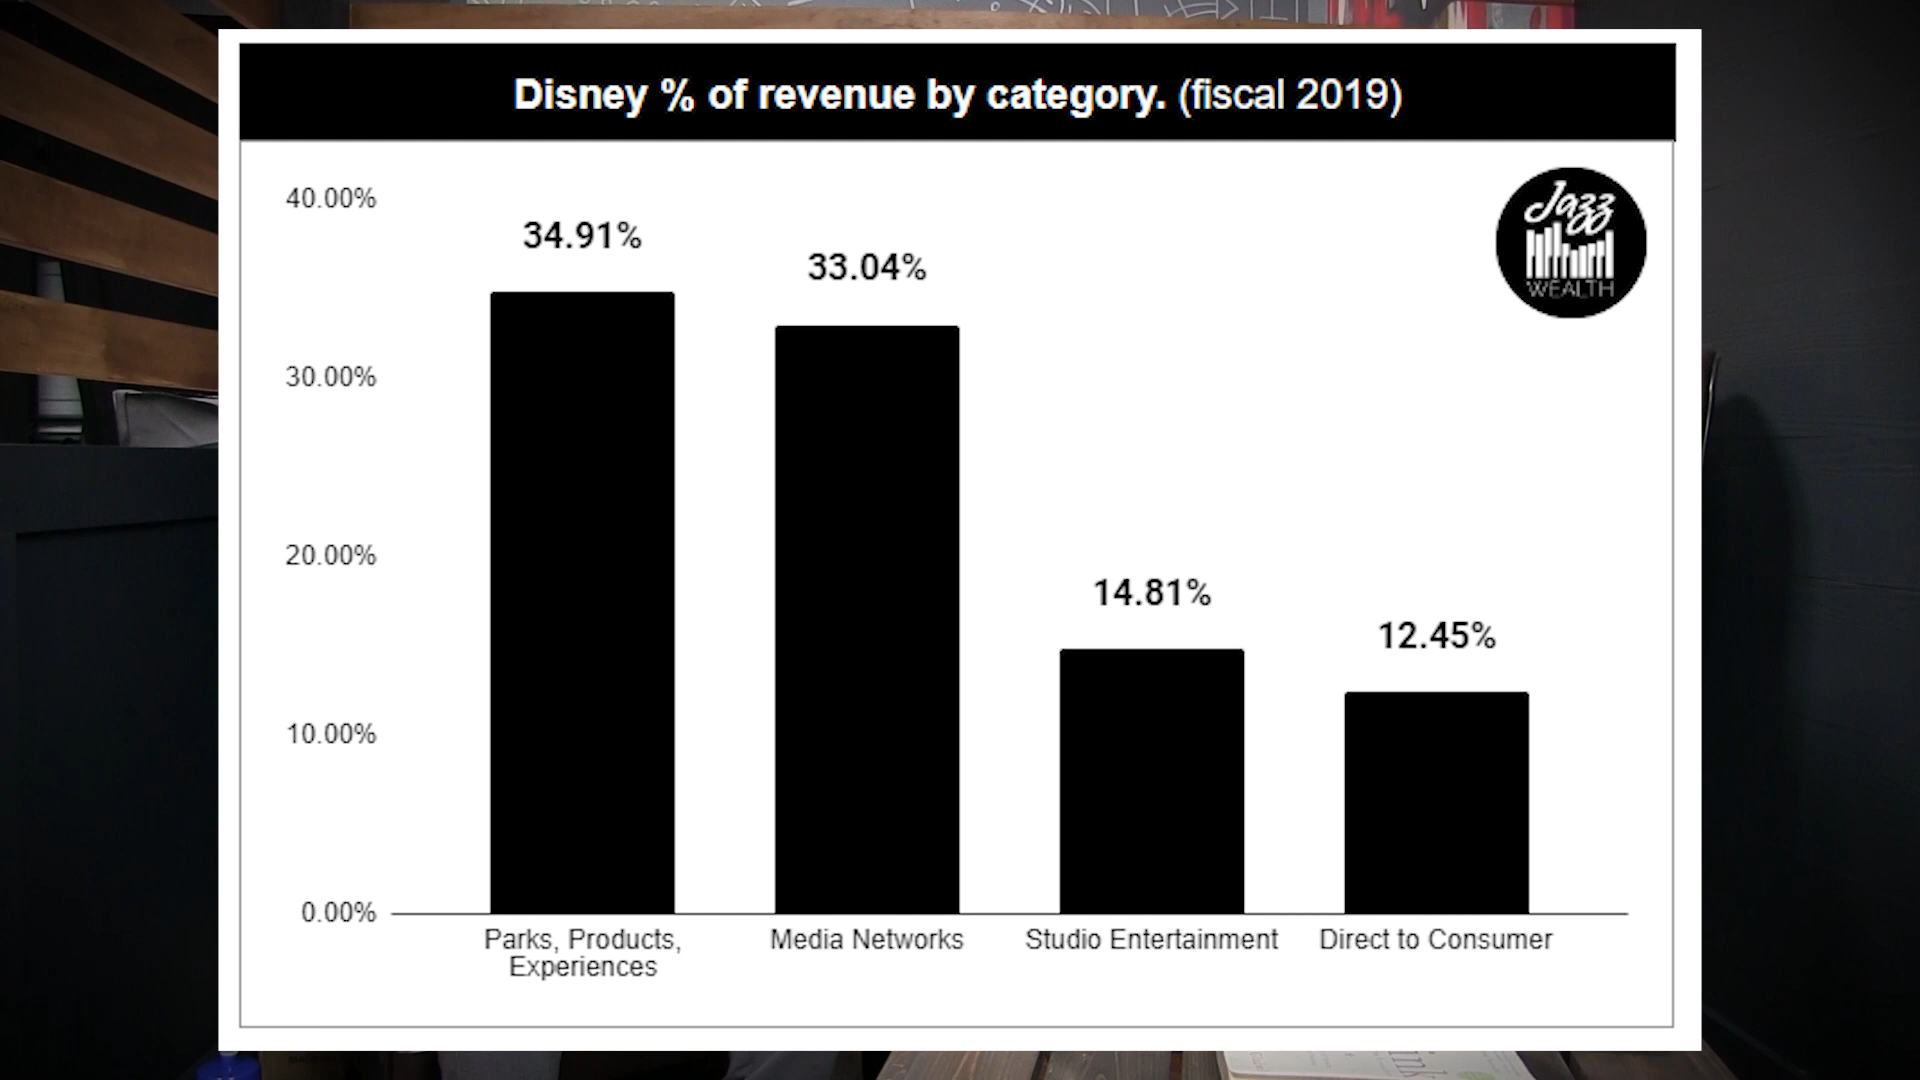 Disney % of revenue by category. (fiscal 2019)
Jazz
WEALTH
40.00%
30.00%
20.00%
10.00%
0.00%
34.91%
33.04%
14.81%
12.45%
Parks, Products,
Experiences
Media Networks
Studio Entertainment
Direct to Consumer